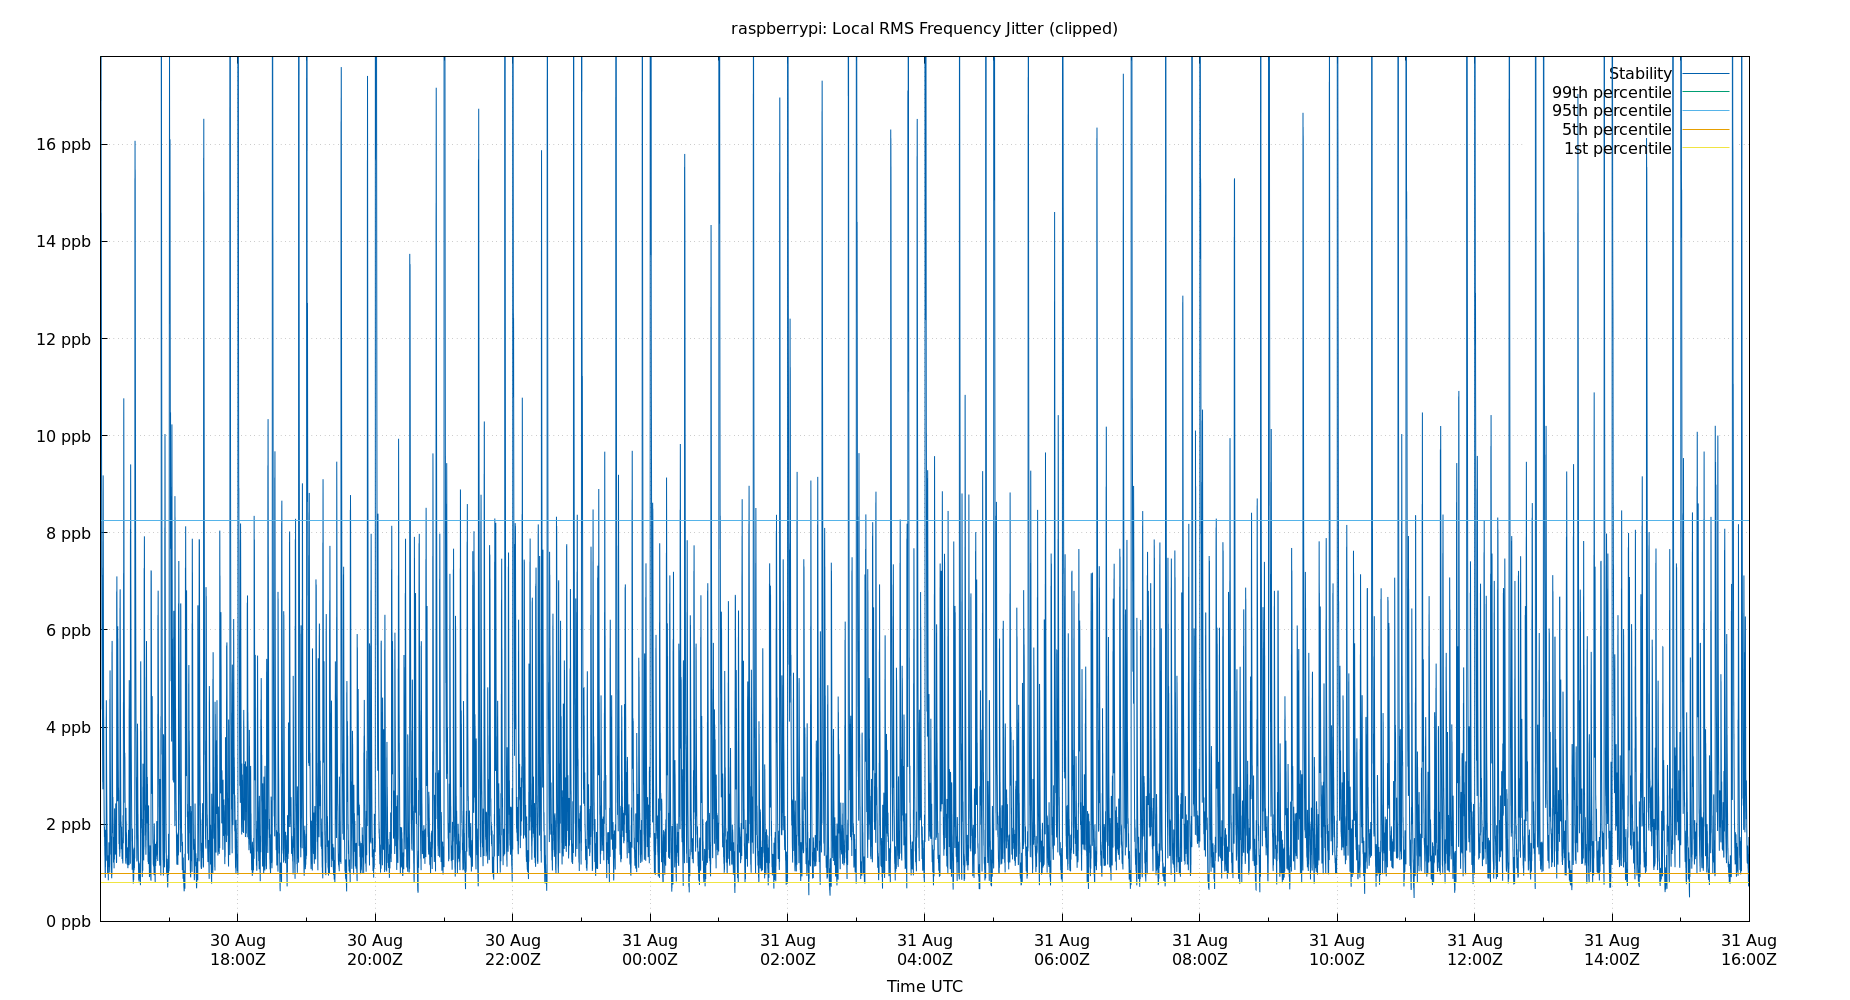 raspberrypi: Local RMS Frequency Jitter (clipped)
Stability
99th percentile
95th percentile
5th percentile
1st percentile
16 ppb
14 ppb
12 ppb
10 ppb
8 ppb
6 ppb
4 ppb
2 ppb
0 ppb
30 Aug 30 Aug 30 Aug 31 Aug 31 Aug 31 Aug 31 Aug 31 Aug 31 Aug 31 Aug 31 Aug 31 Aug
18:00Z 20:00Z 22:00Z 00:00Z 02:00Z 04:00Z 06:00Z 08:00Z 10:00Z 12:00Z 14:00Z 16:00Z
Time UTC